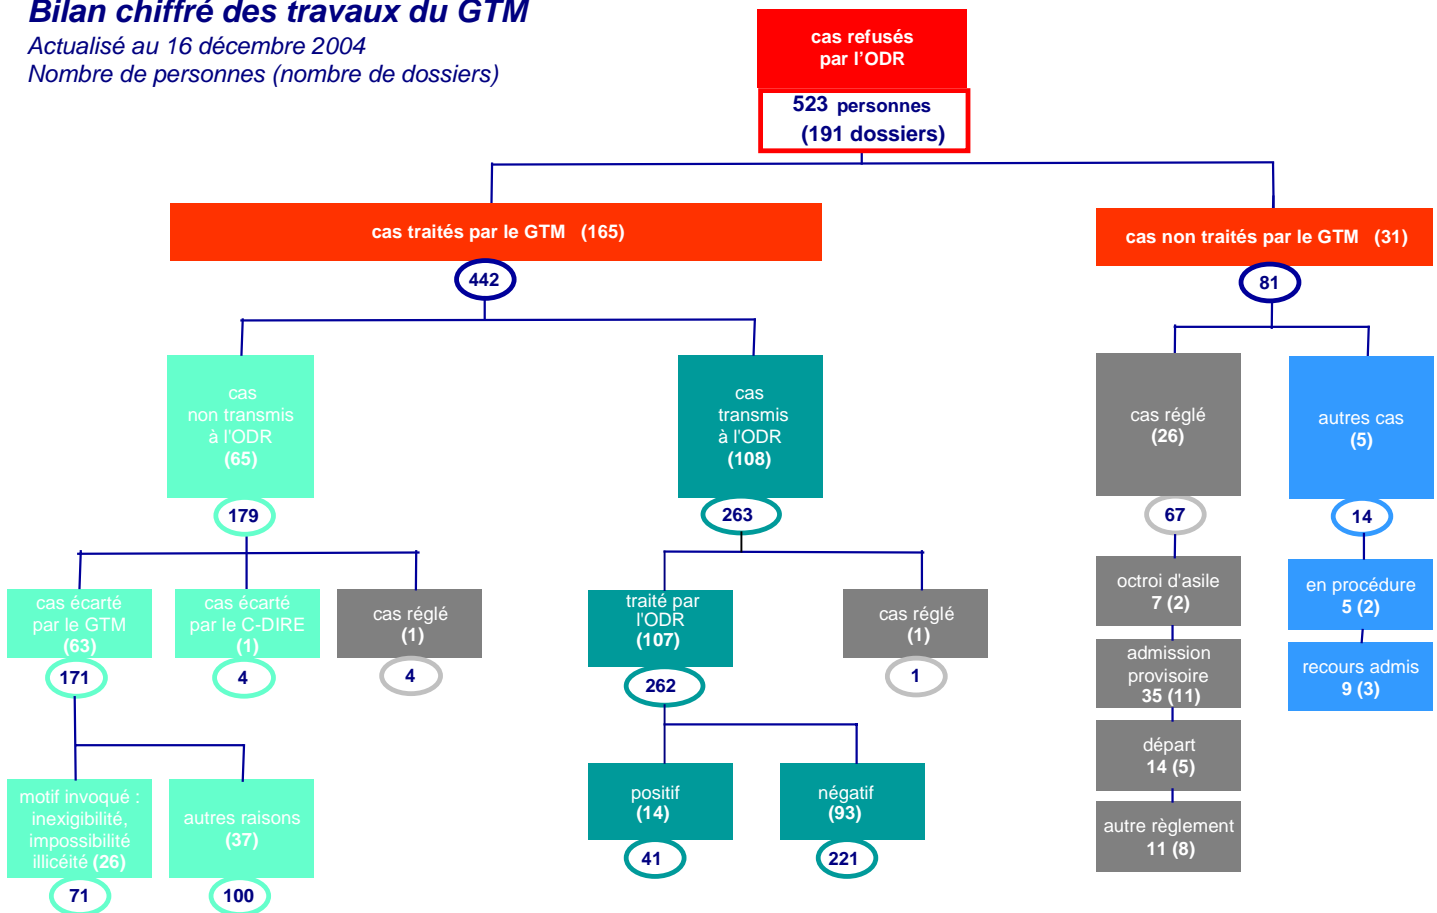 Bilan chiffré des travaux du GTM
Actualisé au 16 décembre 2004
Nombre de personnes (nombre de dossiers)
cas refusés
par l'ODR
523 personnes
(191 dossiers)
cas traités par le GTM (165)
442
cas non traités par le GTM (31)
81
cas
non transmis
à l'ODR
(65)
179
cas
transmis
à l'ODR
(108)
263
cas réglé
(26)
67
autres cas
(5)
14
cas écarté
par le GTM
(63)
171
cas écarté
par le C-DIRE
(1)
4
cas réglé
(1)
4
traité par
l'ODR
(107)
262
cas réglé
(1)
1
octroi d'asile
7 (2)
admission
provisoire
35 (11)
départ
14 (5)
autre règlement
11 (8)
en procédure
5 (2)
recours admis
9 (3)
motif invoqué :
inexigibilité,
impossibilité
illicéité (26)
71
autres raisons
(37)
100
positif
(14)
41
négatif
(93)
221